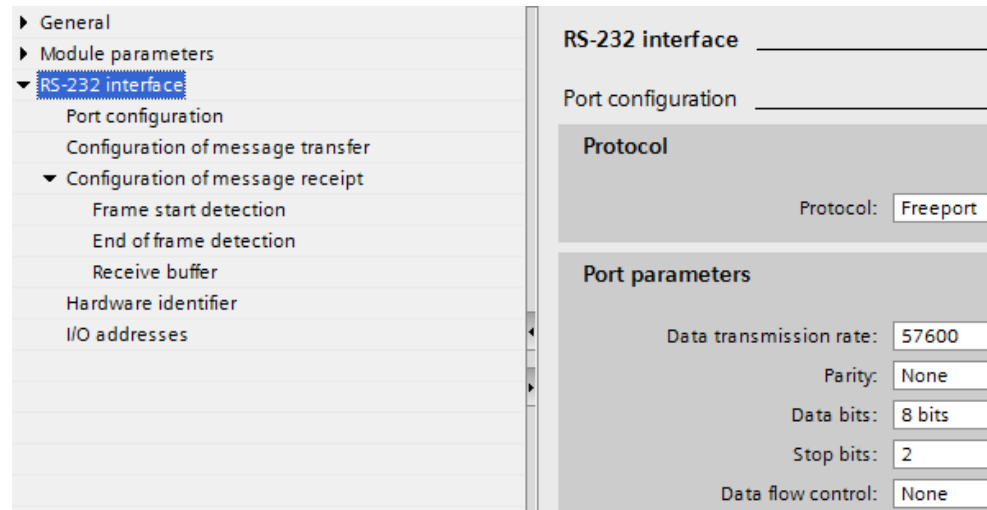 General
Module parameters
RS-232 interface
Port configuration
Configuration of message transfer
Configuration of message receipt
Frame start detection
End of frame detection
Receive buffer
Hardware identifier
I/O addresses
RS-232 interface
Port configuration
Protocol
Protocol: Freeport
Port parameters
Data transmission rate: 57600
Parity: None
Data bits: 8 bits
Stop bits: 2
Data flow control: None